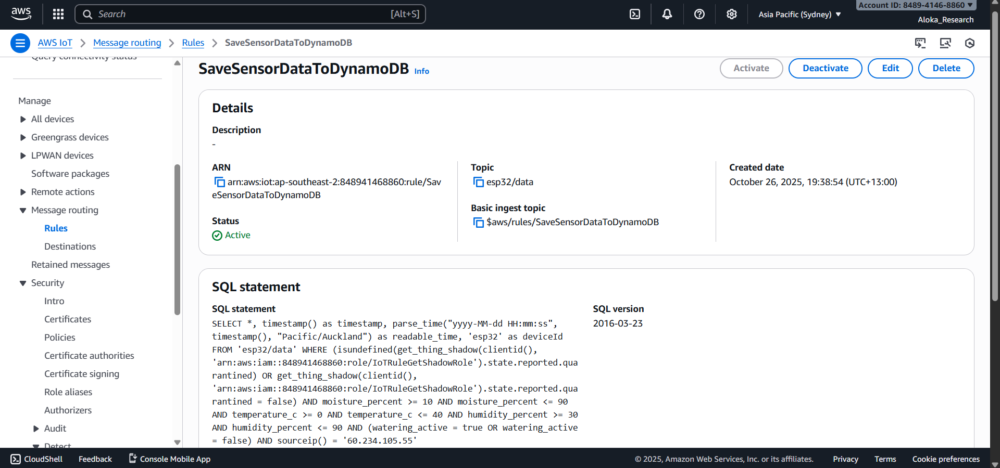 aws
Search
[Alt+S]
Asia Pacific (Sydney)
Account ID: 8489-4146-8860
Aloka_Research
AWS IoT
Message routing
Rules
SaveSensorDataToDynamoDB
Query connectivity status
Manage
All devices
Greengrass devices
LPWAN devices
Software packages
Remote actions
Message routing
Rules
Destinations
Retained messages
Security
Intro
Certificates
Policies
Certificate authorities
Certificate signing
Role aliases
Authorizers
Audit
Detect
SaveSensorDataToDynamoDB Info
Activate
Deactivate
Edit
Delete
Details
Description
-
ARN
arn:aws:iot:ap-southeast-2:848941468860:rule/Sav
eSensorDataToDynamoDB
Status
Active
Topic
esp32/data
Basic ingest topic
$aws/rules/SaveSensorDataToDynamoDB
Created date
October 26, 2025, 19:38:54 (UTC+13:00)
SQL statement
SQL statement
SELECT *, timestamp() as timestamp, parse_time("yyyy-MM-dd HH:mm:ss",
timestamp(), "Pacific/Auckland") as readable_time, 'esp32' as deviceId
FROM 'esp32/data' WHERE (isundefined(get_thing_shadow(clientid(),
'arn:aws:iam::848941468860:role/IoTRuleGetShadowRole').state.reported.qua
rantined) OR get_thing_shadow(clientid(),
'arn:aws:iam::848941468860:role/IoTRuleGetShadowRole').state.reported.qua
rantined = false) AND moisture_percent >= 10 AND moisture_percent <= 90
AND temperature_c >= 0 AND temperature_c <= 40 AND humidity_percent >= 30
AND humidity_percent <= 90 AND (watering_active = true OR watering_active
= false) AND sourceip() = '60.234.105.55'
SQL version
2016-03-23
CloudShell
Feedback
Console Mobile App
© 2025, Amazon Web Services, Inc. or its affiliates.
Privacy
Terms
Cookie preferences